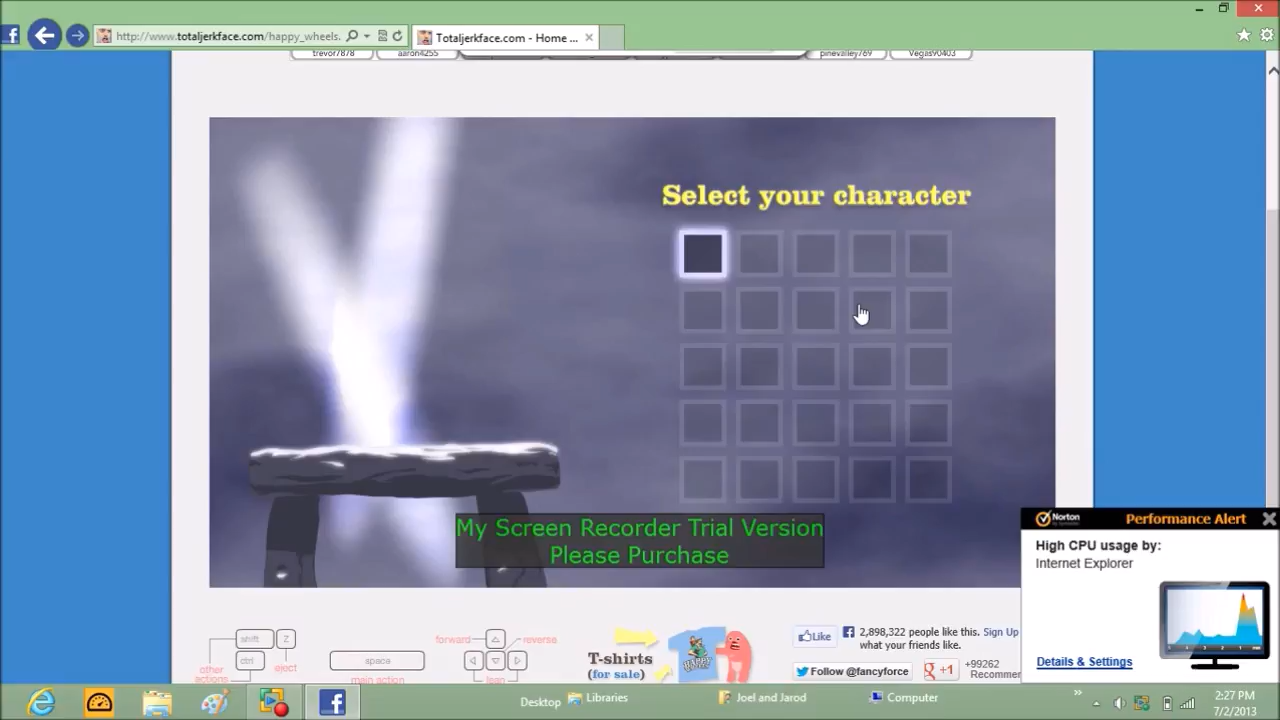 http://www.totaljerkface.com/happy_wheels.
Totaljerkface.com - Home ...
trevor7878
aaron4255
pinevalley769
Vegas90403
Select your character
My Screen Recorder Trial Version
Please Purchase
Norton
Performance Alert
High CPU usage by:
Internet Explorer
Details & Settings
shift
Z
ctrl
eject
other
actions
space
main action
forward
reverse
lean
T-shirts
(for sale)
Like
2,898,322 people like this. Sign Up
what your friends like.
Follow @fancyforce
+1
+99262
Recommen
Desktop
Libraries
Joel and Jarod
Computer
2:27 PM
7/2/2013